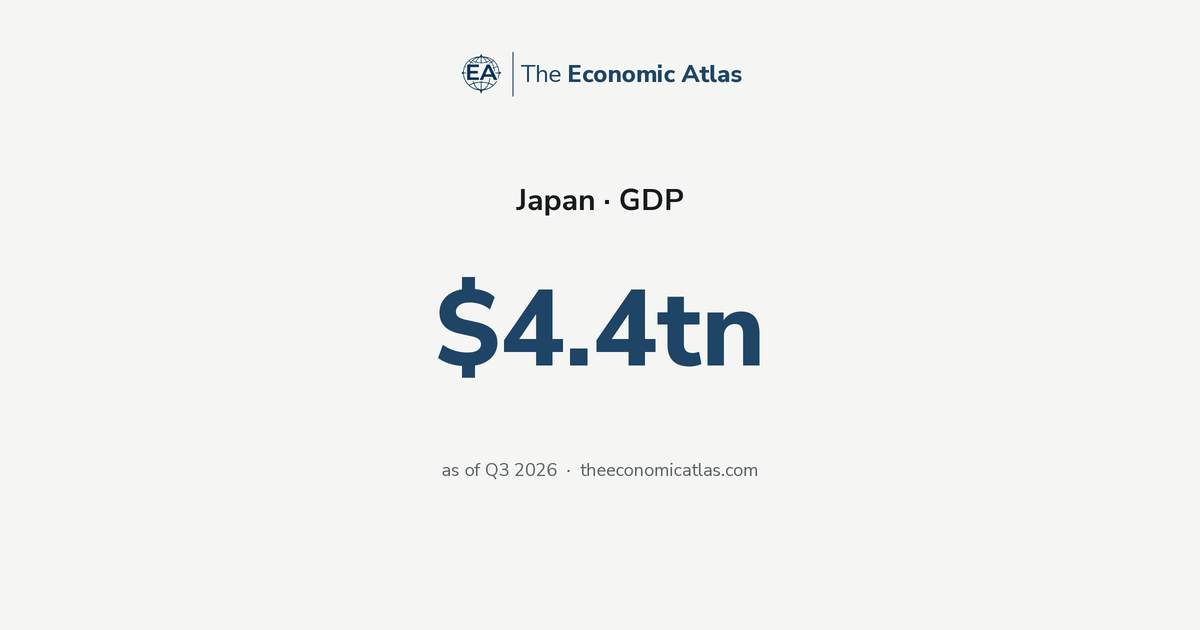 EA The Economic Atlas
Japan · GDP
$4.4tn
as of Q3 2026 · theeconomicatlas.com